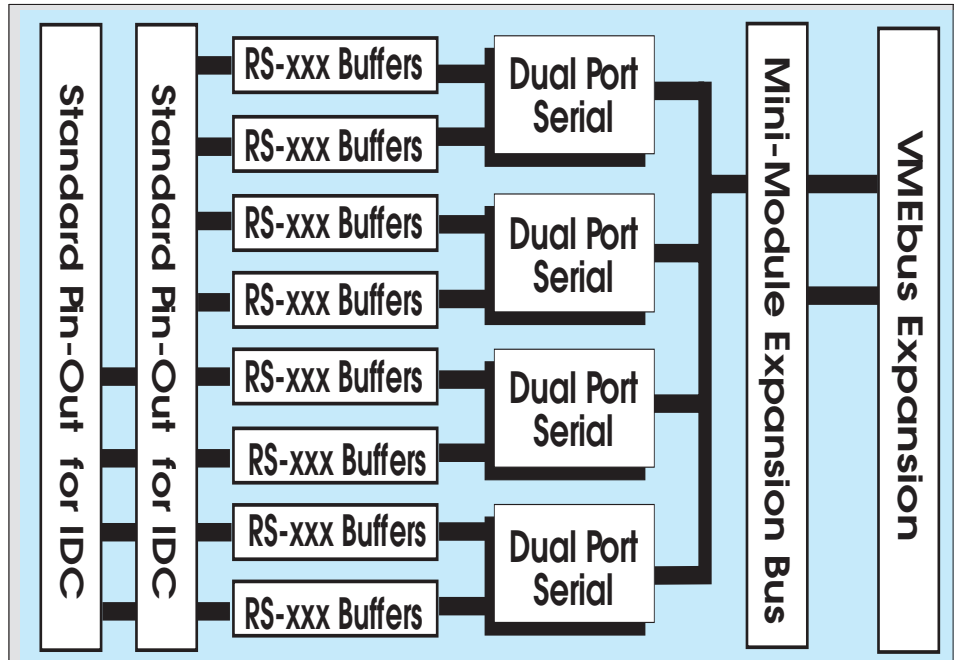 Standard Pin-Out for IDC
Standard Pin-Out for IDC
RS-xxx Buffers
RS-xxx Buffers
RS-xxx Buffers
RS-xxx Buffers
RS-xxx Buffers
RS-xxx Buffers
RS-xxx Buffers
RS-xxx Buffers
Dual Port
Serial
Dual Port
Serial
Dual Port
Serial
Dual Port
Serial
Mini-Module Expansion Bus
VMEbus Expansion